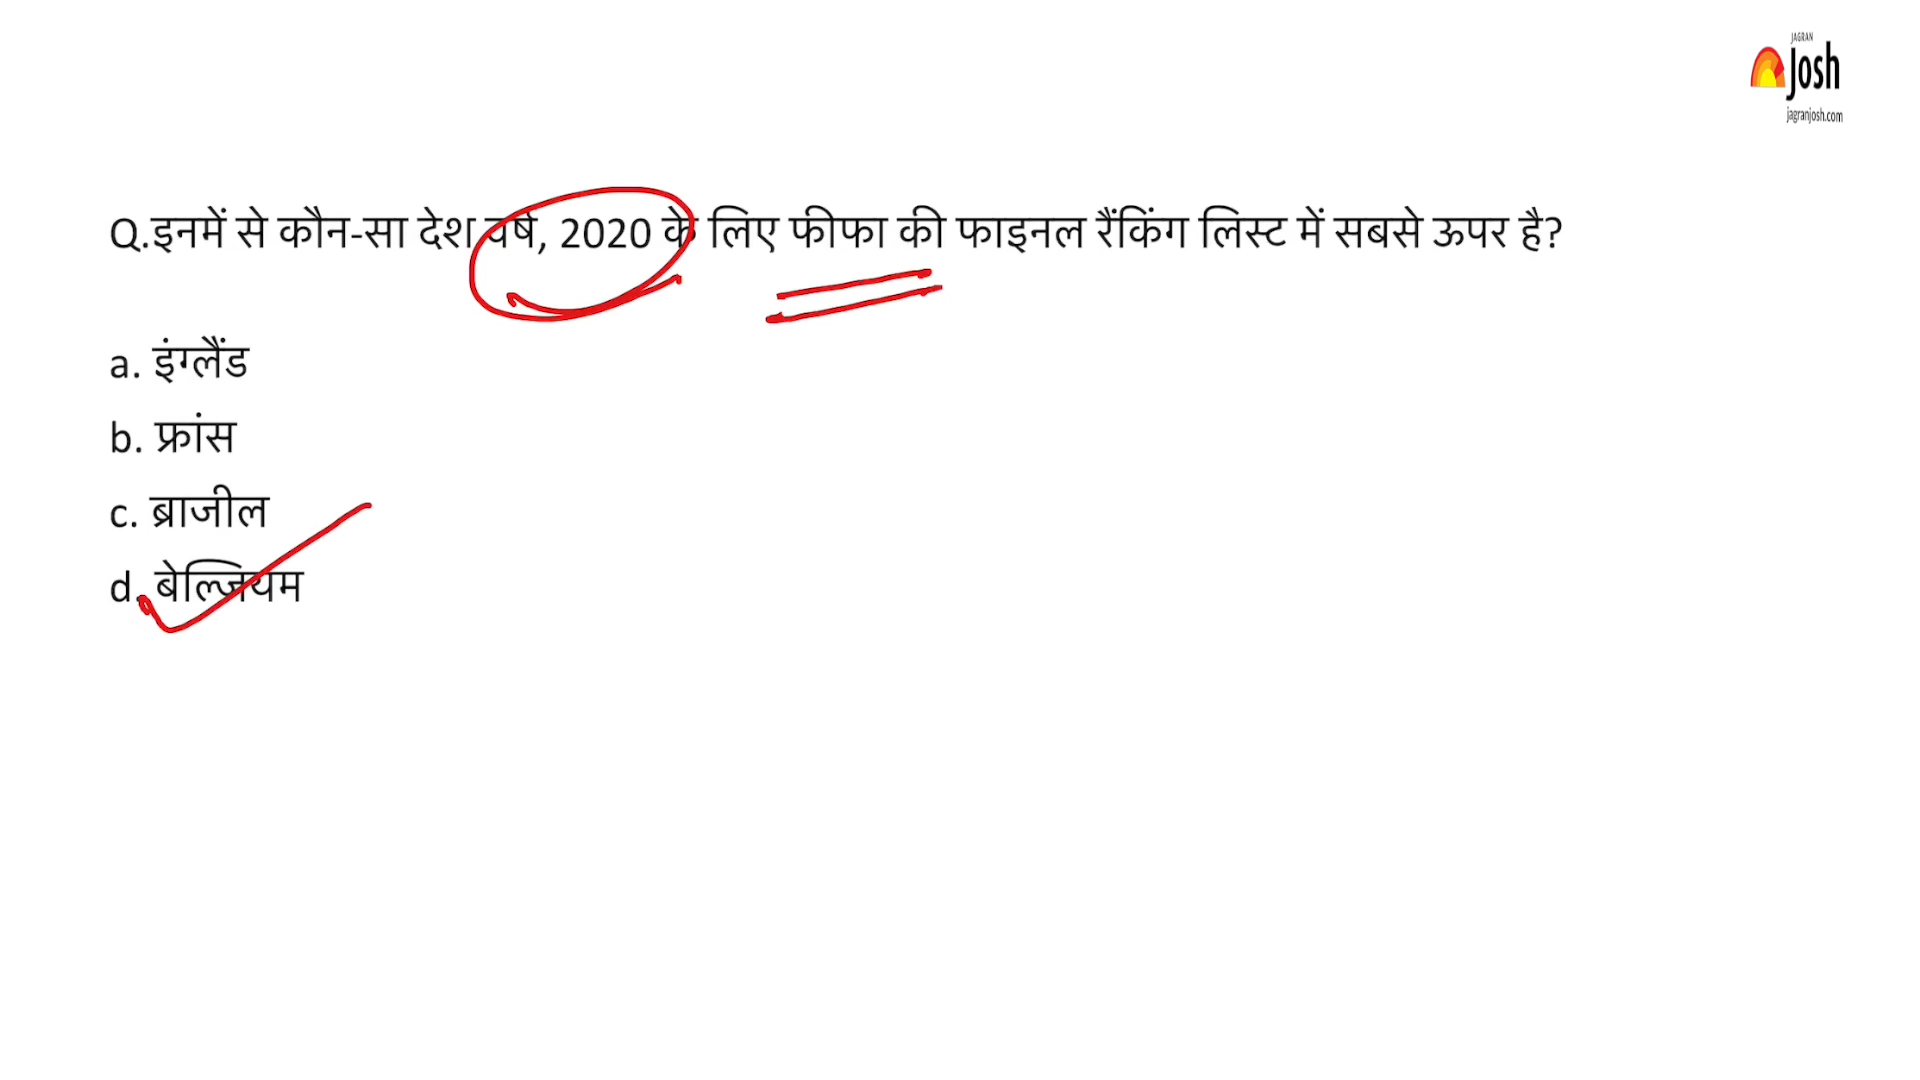 JAGRAN
Josh
jagranjosh.com
Q.इनमें से कौन-सा देश वर्ष, 2020 के लिए फीफा की फाइनल रैंकिंग लिस्ट में सबसे ऊपर है?
a. इंग्लैंड
b. फ्रांस
c. ब्राजील
d. बेल्जियम